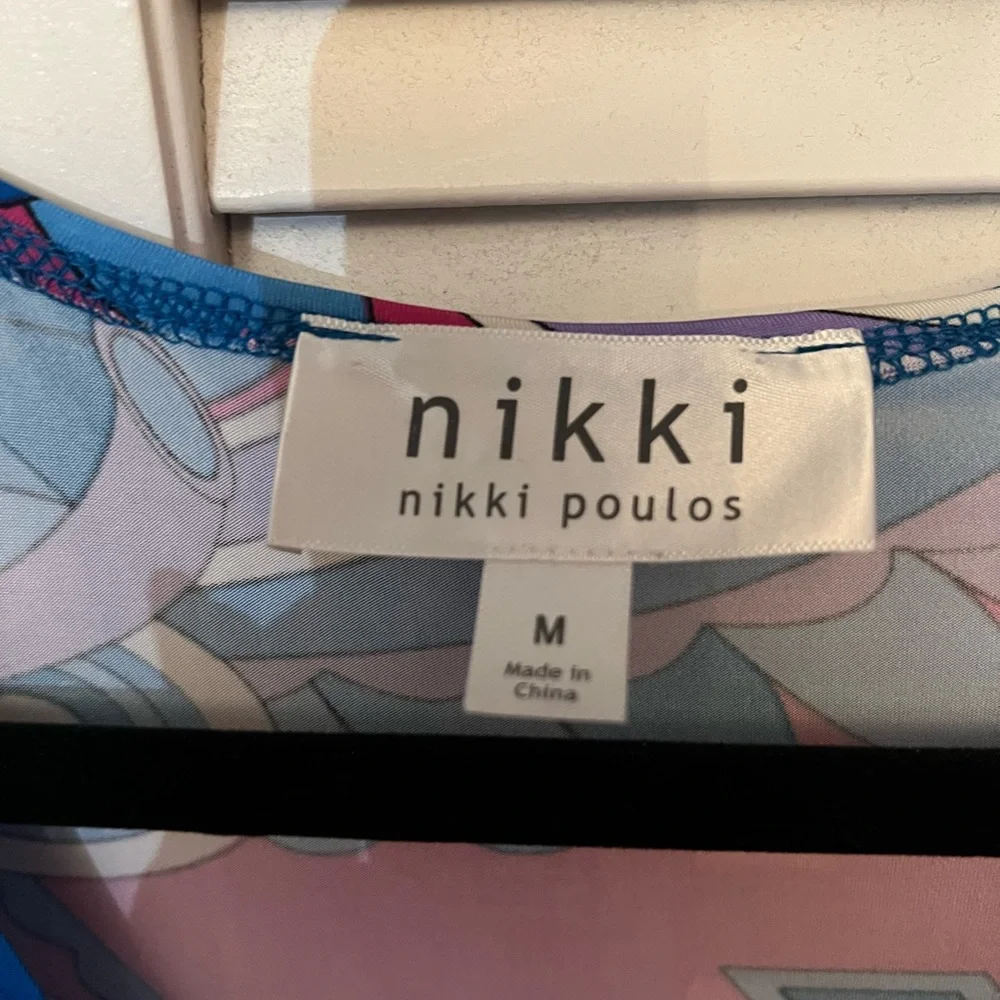 nikki
nikki poulos
M
Made in
China